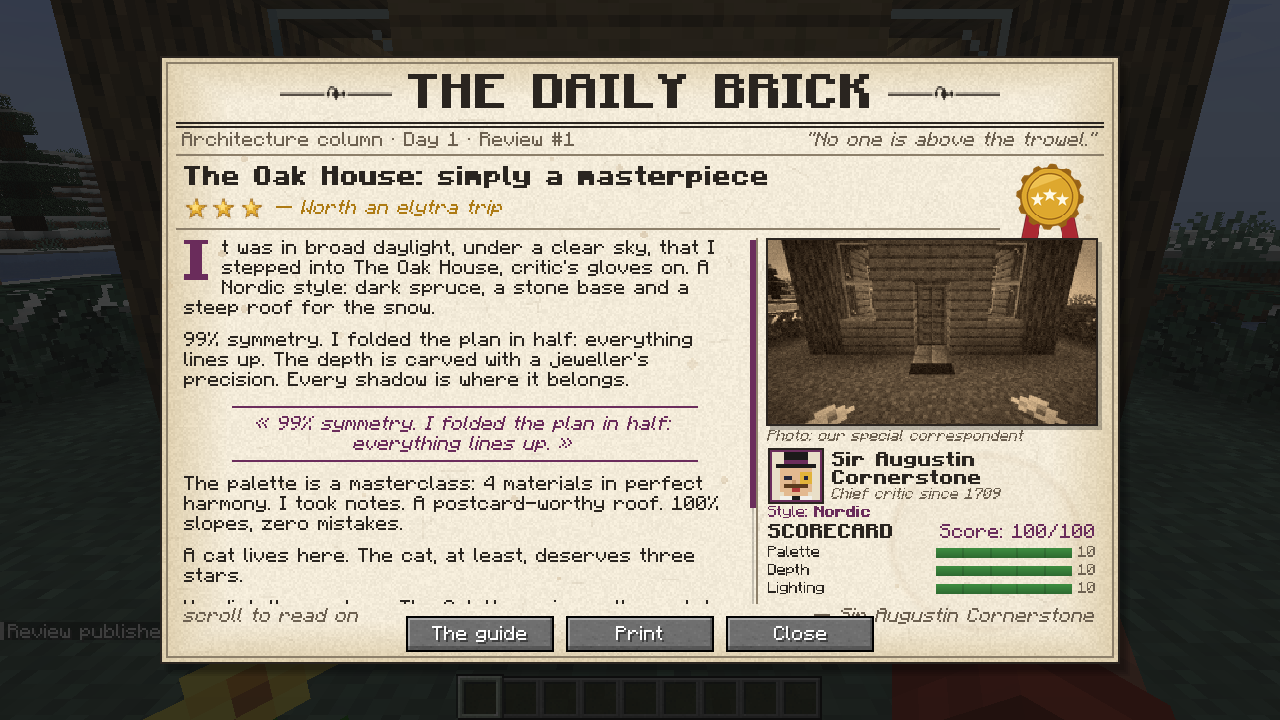 THE DAILY BRICK
Architecture column · Day 1 · Review #1
"No one is above the trowel."
The Oak House: simply a masterpiece
— Worth an elytra trip
It was in broad daylight, under a clear sky, that I
stepped into The Oak House, critic's gloves on. A
Nordic style: dark spruce, a stone base and a
steep roof for the snow.
99% symmetry. I folded the plan in half: everything
lines up. The depth is carved with a jeweller's
precision. Every shadow is where it belongs.
« 99% symmetry. I folded the plan in half:
everything lines up. »
The palette is a masterclass: 4 materials in perfect
harmony. I took notes. A postcard-worthy roof. 100%
slopes, zero mistakes.
A cat lives here. The cat, at least, deserves three
stars.
scroll to read on
Photo: our special correspondent
Sir Augustin
Cornerstone
Chief critic since 1709
Style: Nordic
SCORECARD
Score: 100/100
Palette 10
Depth 10
Lighting 10
— Sir Augustin Cornerstone
The guide
Print
Close
Review publishe